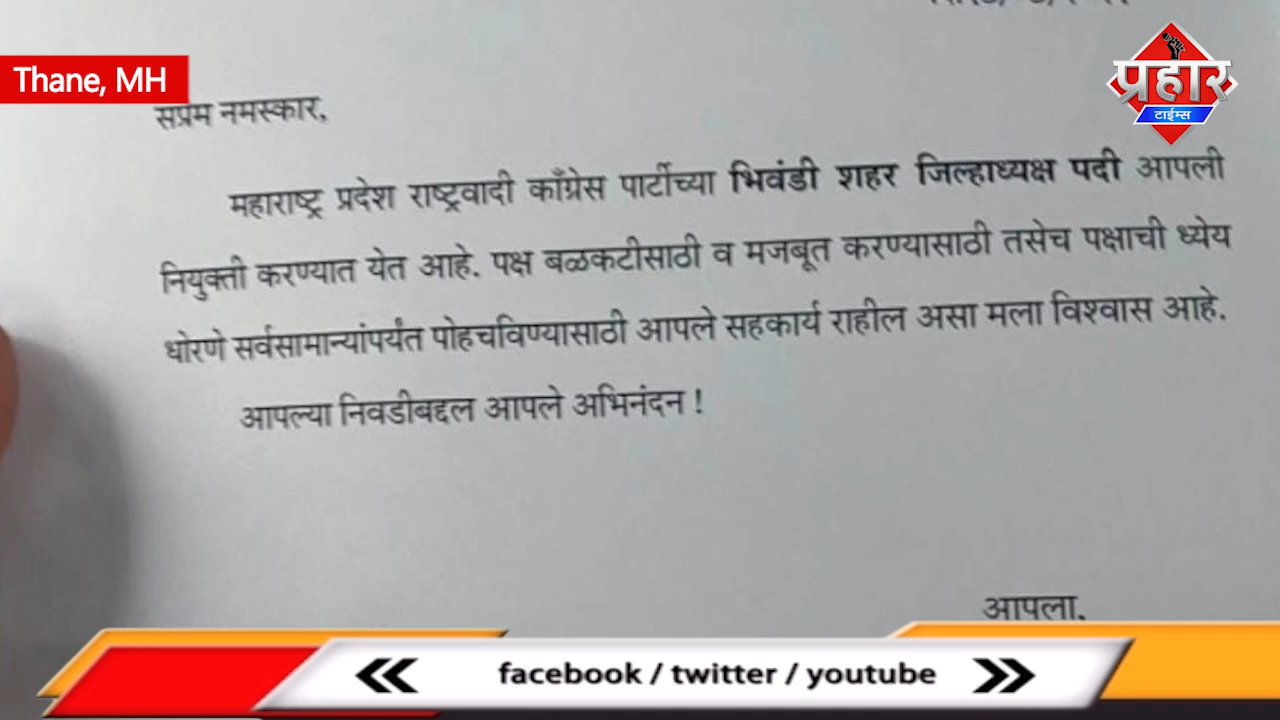 Thane, MH
प्रहार
टाईम्स
सप्रेम नमस्कार,
महाराष्ट्र प्रदेश राष्ट्रवादी काँग्रेस पार्टीच्या भिवंडी शहर जिल्हाध्यक्ष पदी आपली
नियुक्ती करण्यात येत आहे. पक्ष बळकटीसाठी व मजबूत करण्यासाठी तसेच पक्षाची ध्येय
धोरणे सर्वसामान्यांपर्यंत पोहचविण्यासाठी आपले सहकार्य राहील असा मला विश्वास आहे.
आपल्या निवडीबद्दल आपले अभिनंदन !
आपला,
facebook / twitter / youtube